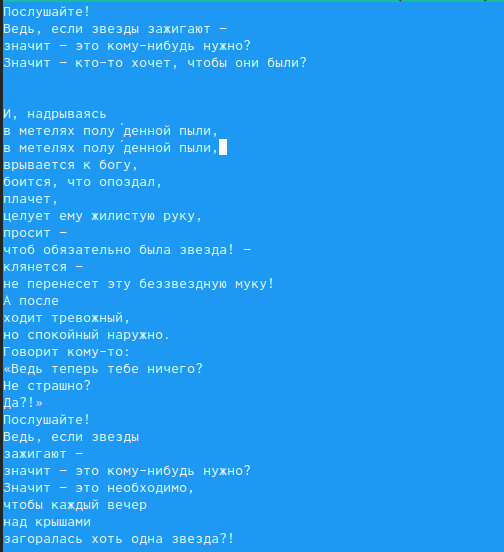 Послушайте!
Ведь, если звезды зажигают –
значит – это кому-нибудь нужно?
Значит – кто-то хочет, чтобы они были?
И, надрываясь
в метелях полу́денной пыли,
в метелях полу́денной пыли,
врывается к богу,
боится, что опоздал,
плачет,
целует ему жилистую руку,
просит –
чтоб обязательно была звезда! –
клянется –
не перенесет эту беззвездную муку!
А после
ходит тревожный,
но спокойный наружно.
Говорит кому-то:
«Ведь теперь тебе ничего?
Не страшно?
Да?!»
Послушайте!
Ведь, если звезды
зажигают –
значит – это кому-нибудь нужно?
Значит – это необходимо,
чтобы каждый вечер
над крышами
загоралась хоть одна звезда?!